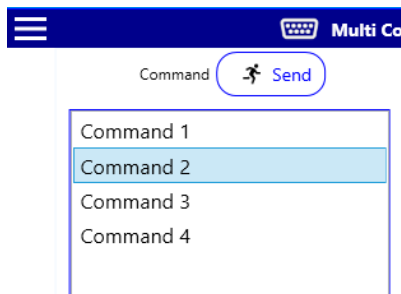 Multi Co
Command Send
Command 1
Command 2
Command 3
Command 4